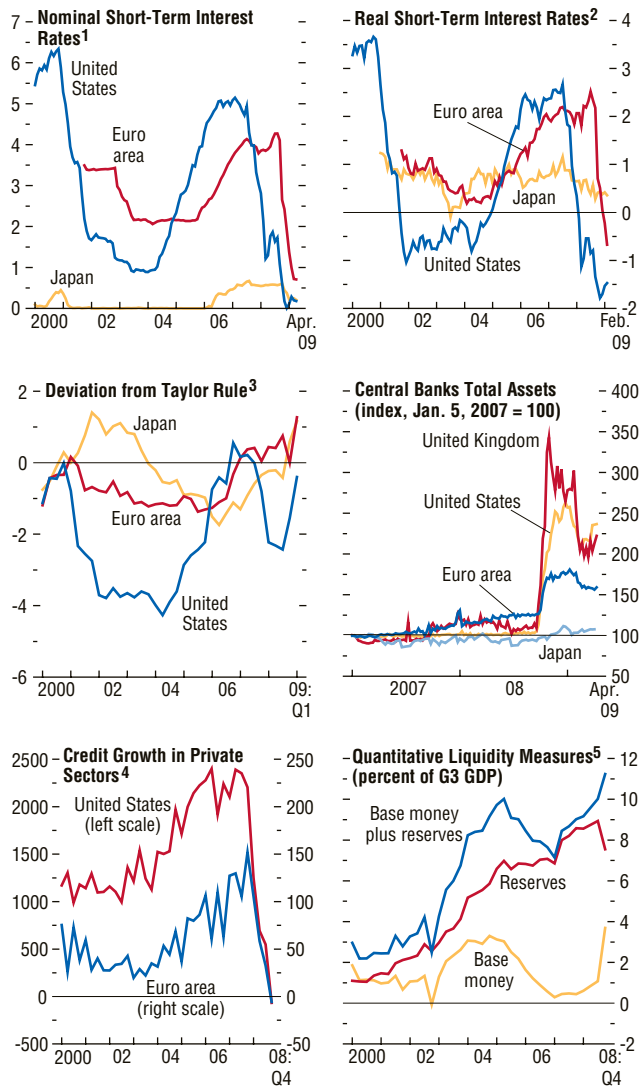 Nominal Short-Term Interest
Rates1
7
6
5
4
3
2
1
0
United
States
Euro
area
Japan
2000 02 04 06 08 Apr.
09
Real Short-Term Interest Rates2
4
3
2
1
0
-1
-2
Euro area
Japan
United States
2000 02 04 06 Feb.
09
Deviation from Taylor Rule3
2
0
-2
-4
-6
Japan
Euro area
United
States
2000 02 04 06 09:
Q1
Central Banks Total Assets
(index, Jan. 5, 2007 = 100)
400
350
300
250
200
150
100
50
United Kingdom
United States
Euro area
Japan
2007 08 Apr.
09
Credit Growth in Private
Sectors4
2500
2000
1500
1000
500
0
-500
300
250
200
150
100
50
0
-50
United States
(left scale)
Euro area
(right scale)
2000 02 04 06 08:
Q4
Quantitative Liquidity Measures5
(percent of G3 GDP)
12
10
8
6
4
2
0
-2
Base money
plus reserves
Reserves
Base
money
2000 02 04 06 08:
Q4